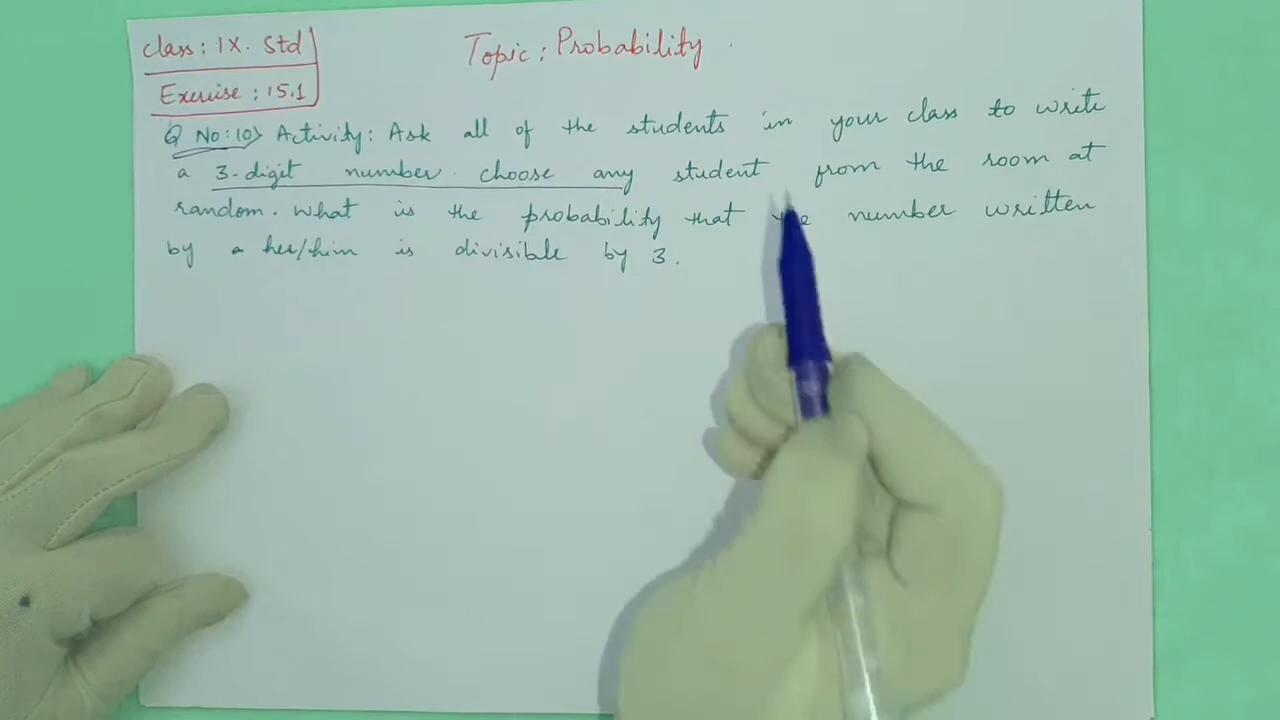 Class: IX. Std
Topic: Probability
Exercise: 15.1
Q No: 10) Activity: Ask all of the students in your class to write
a 3-digit number. choose any student from the room at
random. What is the probability that the number written
by a her/him is divisible by 3.